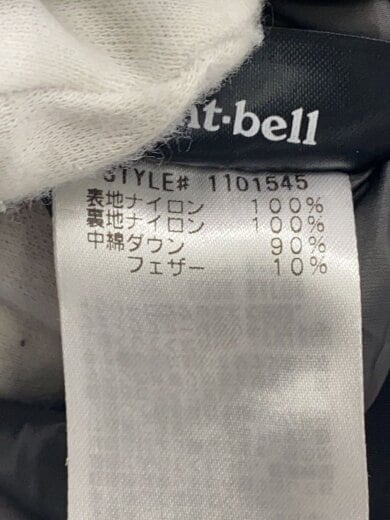 nt·bell
STYLE# 1101545
表地ナイロン 100%
裏地ナイロン 100%
中綿ダウン 90%
フェザー 10%